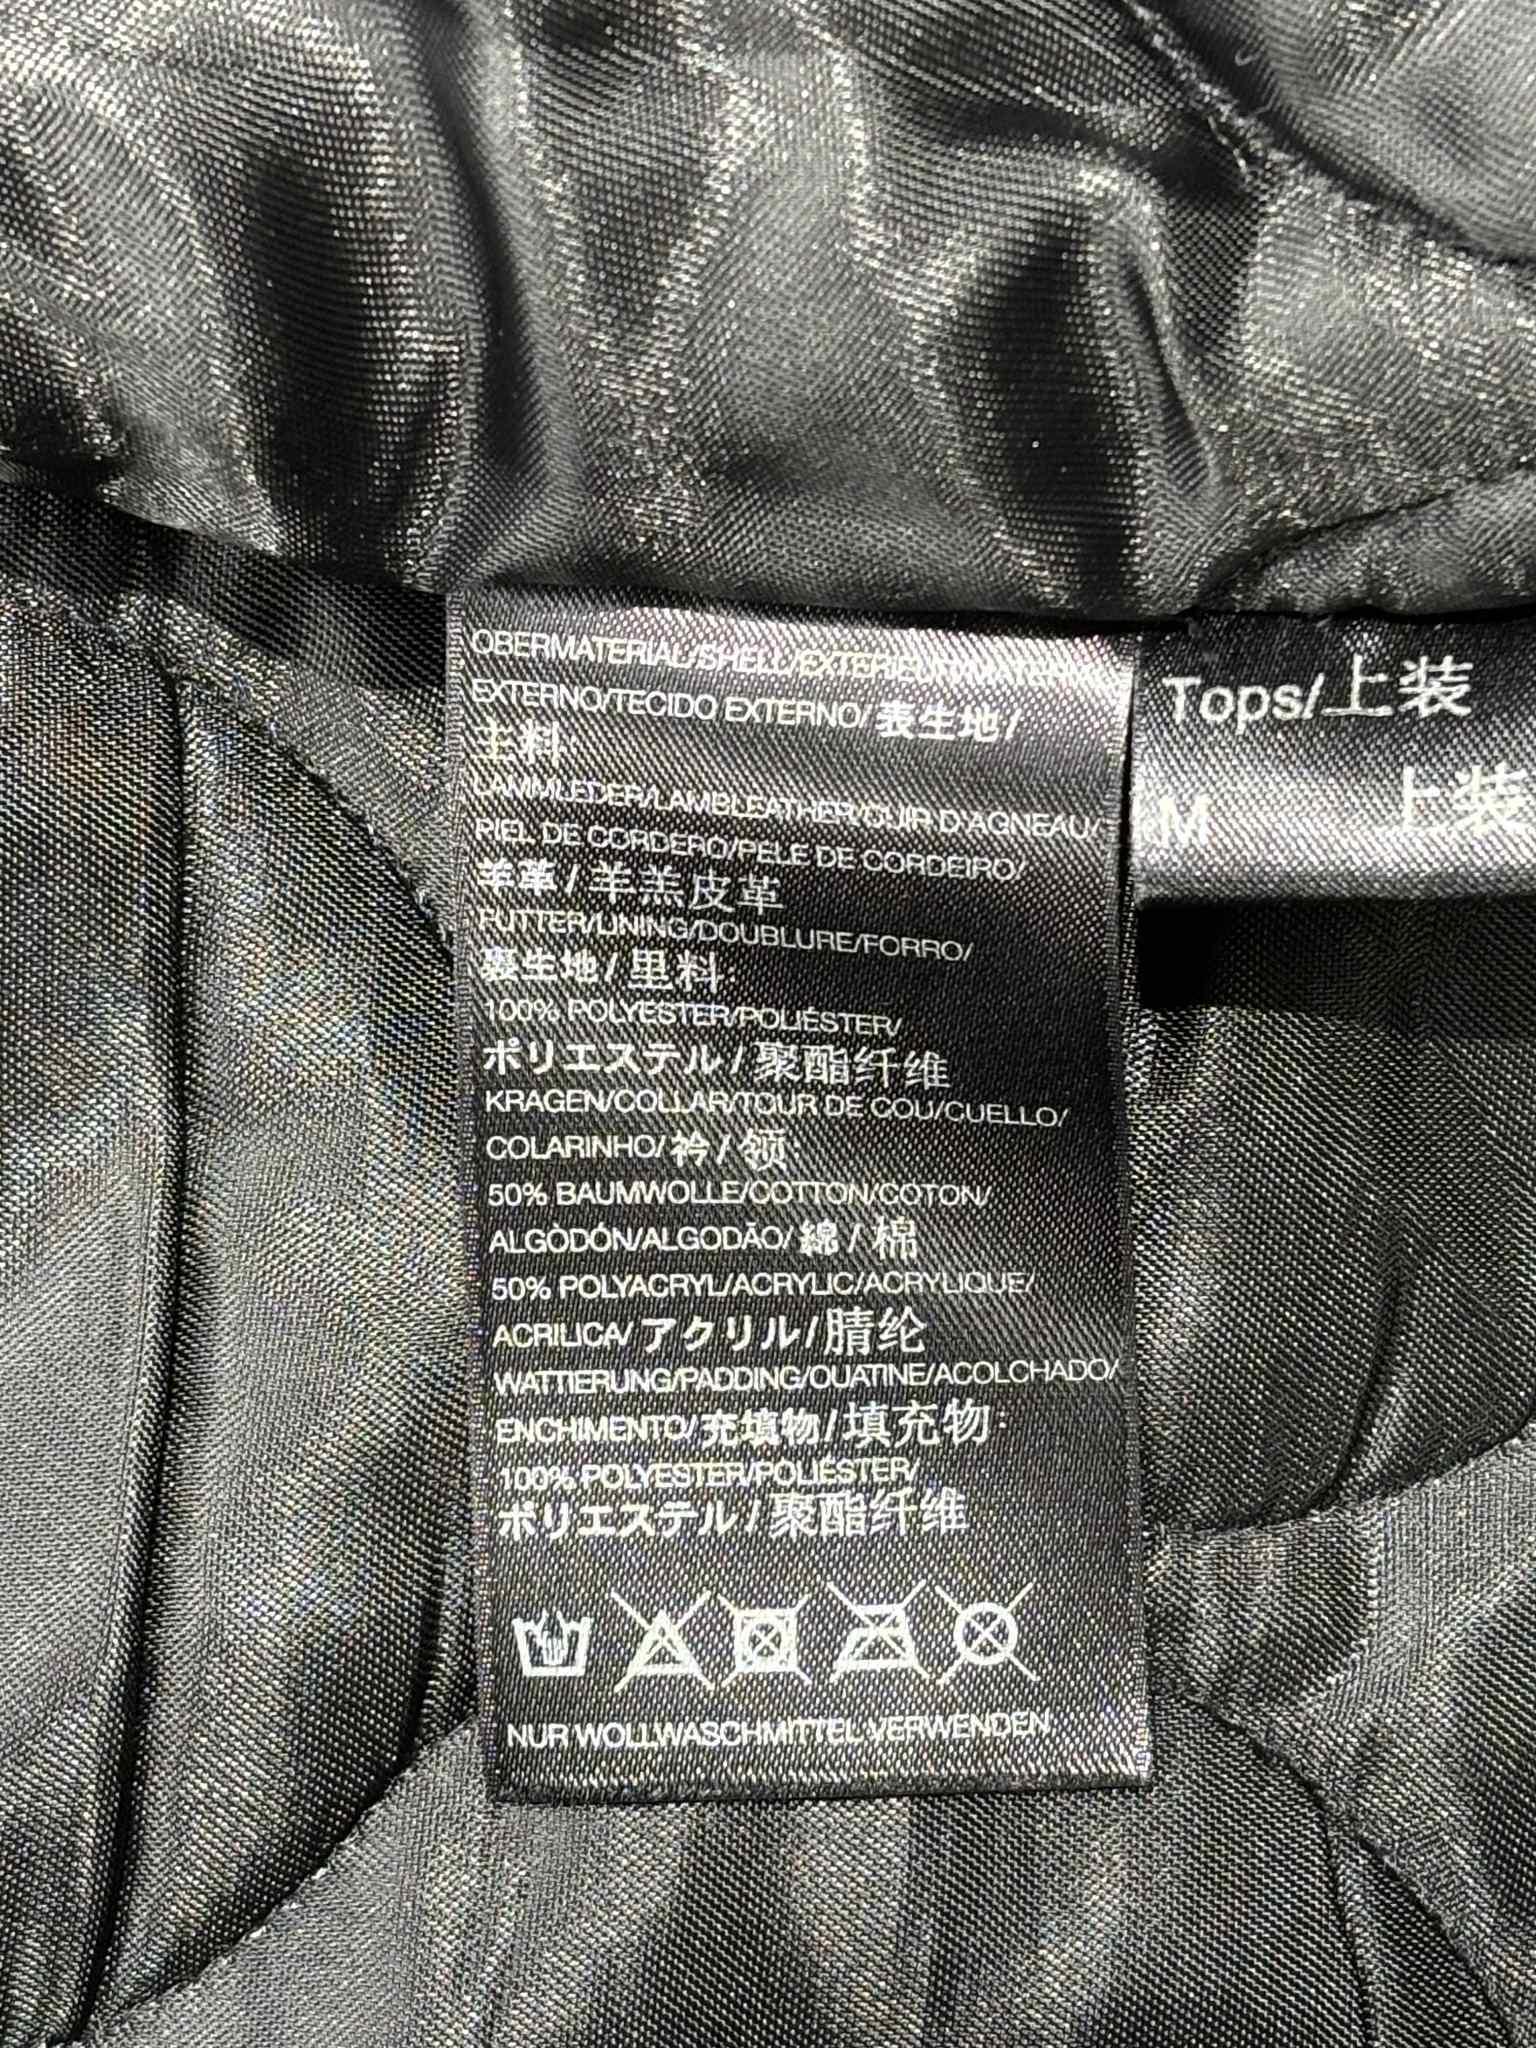 OBERMATERIAL/SHELL/EXTERIEUR/MATERIAL
EXTERNO/TECIDO EXTERNO/表生地/
主料:
LAMMLEDER/LAMBLEATHER/CUIR D'AGNEAU/
PIEL DE CORDERO/PELE DE CORDEIRO/
羊革/羊羔皮革
FUTTER/LINING/DOUBLURE/FORRO/
裏生地/里料:
100% POLYESTER/POLIÉSTER/
ポリエステル/聚酯纤维
KRAGEN/COLLAR/TOUR DE COU/CUELLO/
COLARINHO/衿/领:
50% BAUMWOLLE/COTTON/COTON/
ALGODÓN/ALGODÃO/綿/棉
50% POLYACRYL/ACRYLIC/ACRYLIQUE/
ACRILICA/アクリル/腈纶
WATTIERUNG/PADDING/OUATINE/ACOLCHADO/
ENCHIMENTO/充填物/填充物:
100% POLYESTER/POLIÉSTER/
ポリエステル/聚酯纤维
NUR WOLLWASCHMITTEL VERWENDEN;
Tops/上装
M 上装